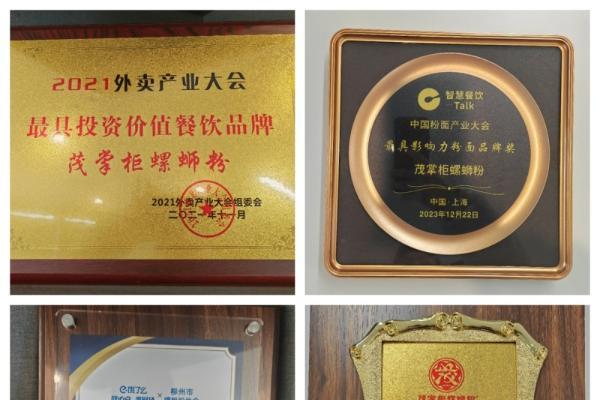 2021外卖产业大会
最具投资价值餐饮品牌
茂掌柜螺蛳粉
2021外卖产业大会组委会
二〇二一年十一月
智慧餐饮
Talk
中国粉面产业大会
最具影响力粉面品牌奖
茂掌柜螺蛳粉
中国·上海
2023年12月22日
饿了么
×
柳州市